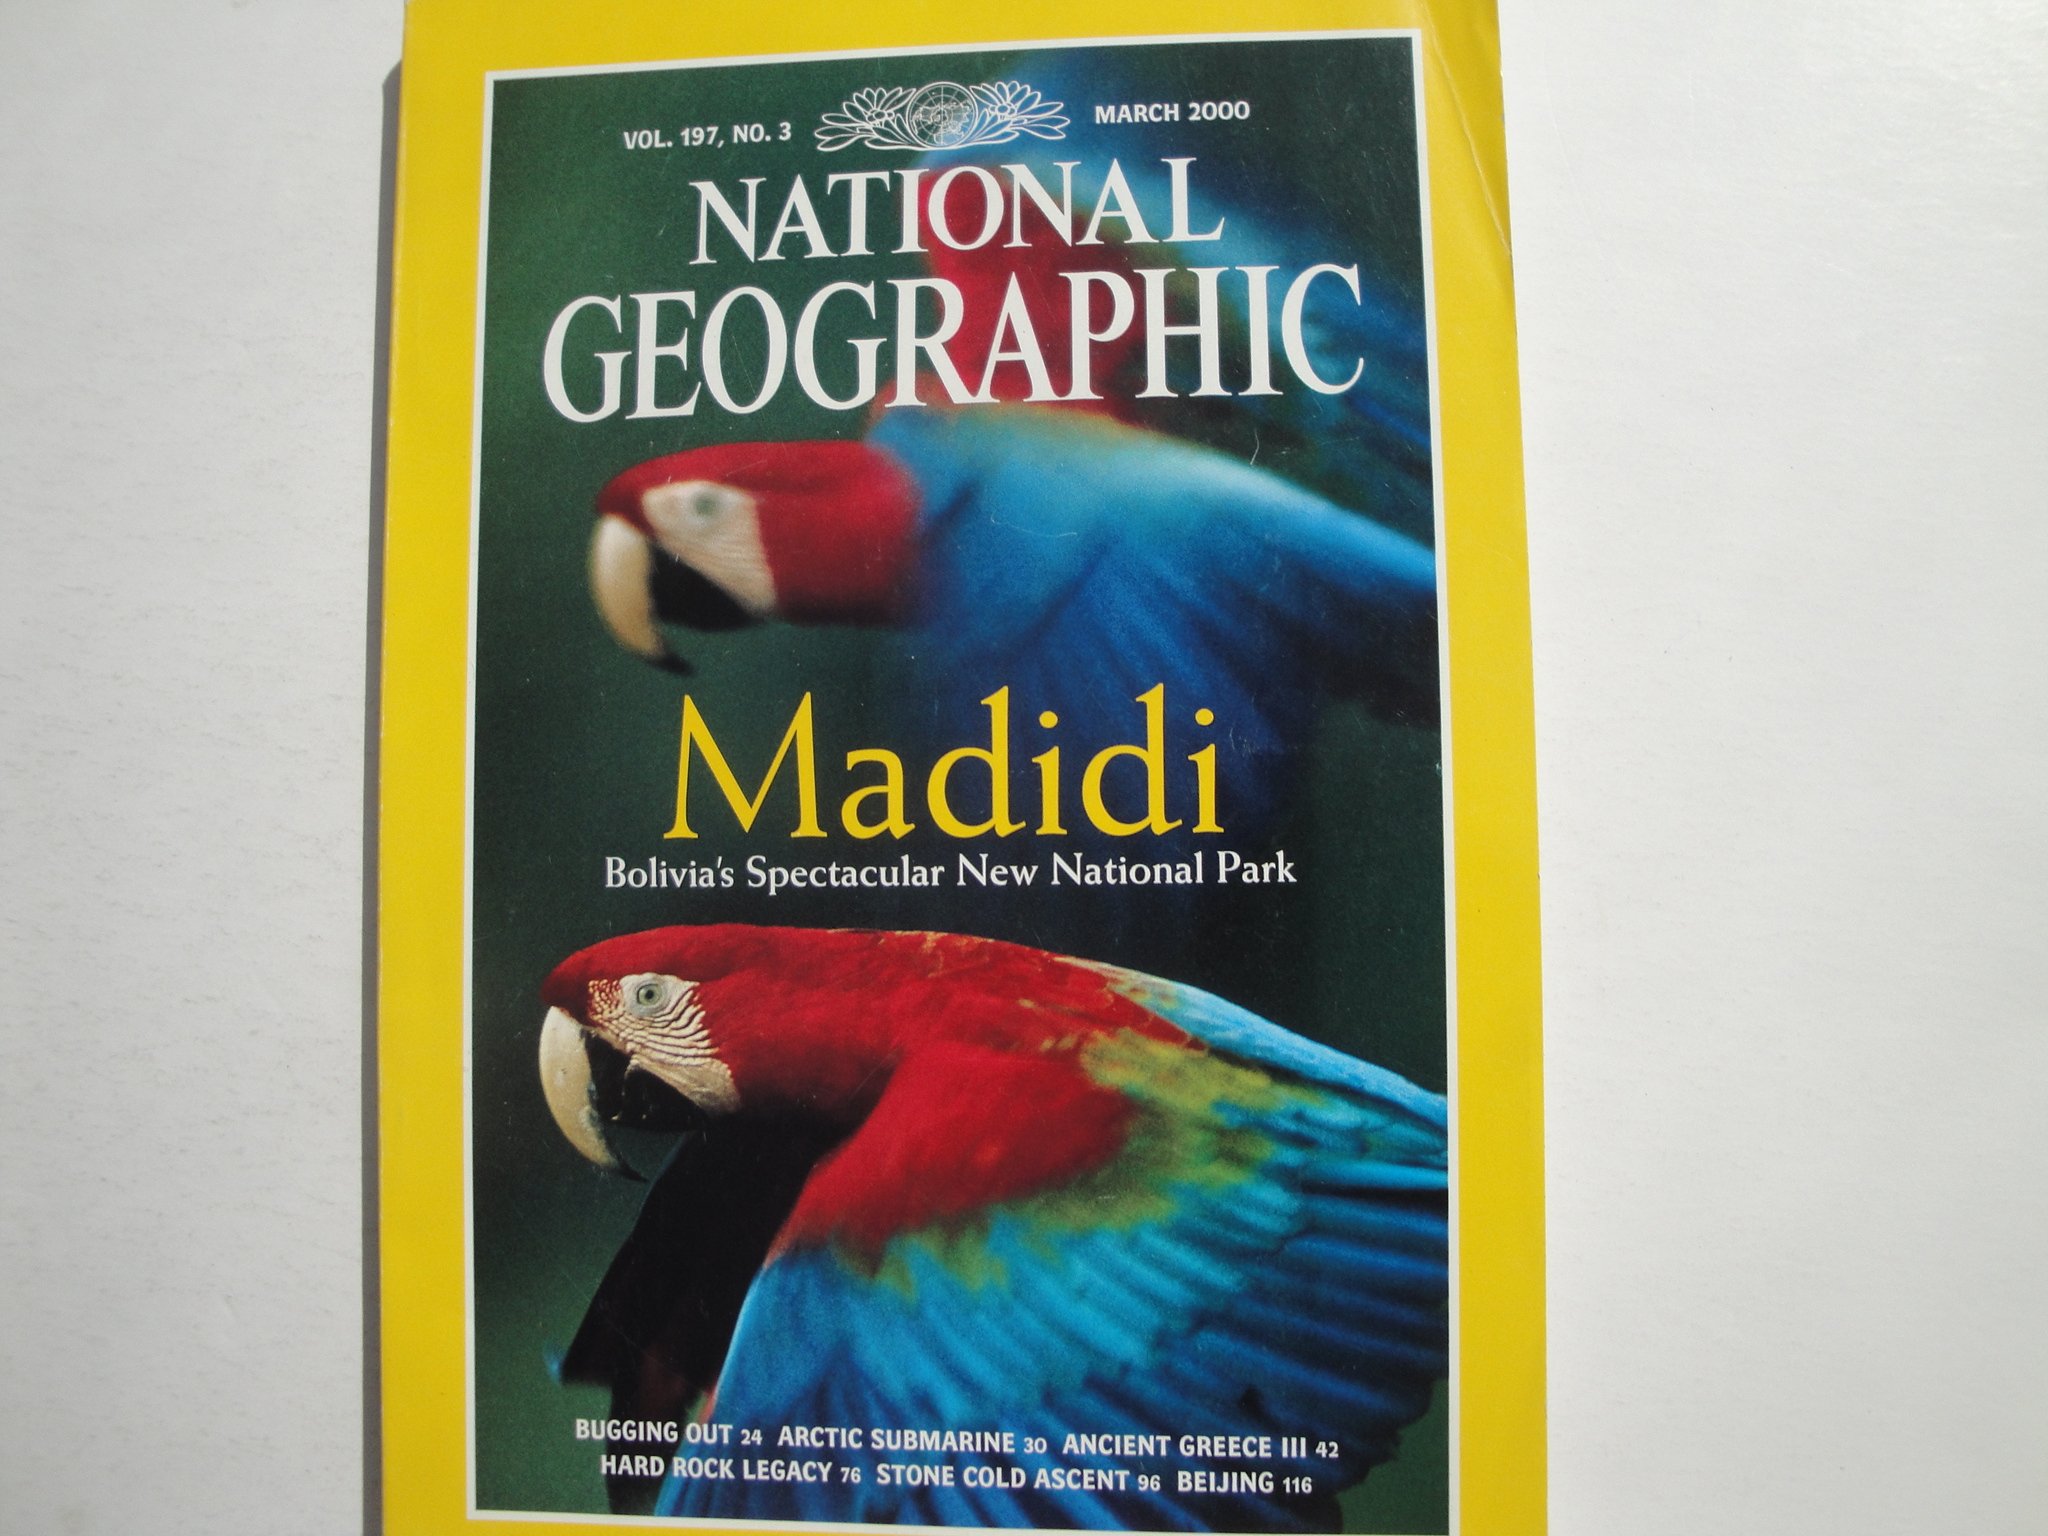 VOL. 197, NO. 3 MARCH 2000
NATIONAL
GEOGRAPHIC
Madidi
Bolivia's Spectacular New National Park
BUGGING OUT 24 ARCTIC SUBMARINE 30 ANCIENT GREECE III 42
HARD ROCK LEGACY 76 STONE COLD ASCENT 96 BEIJING 116